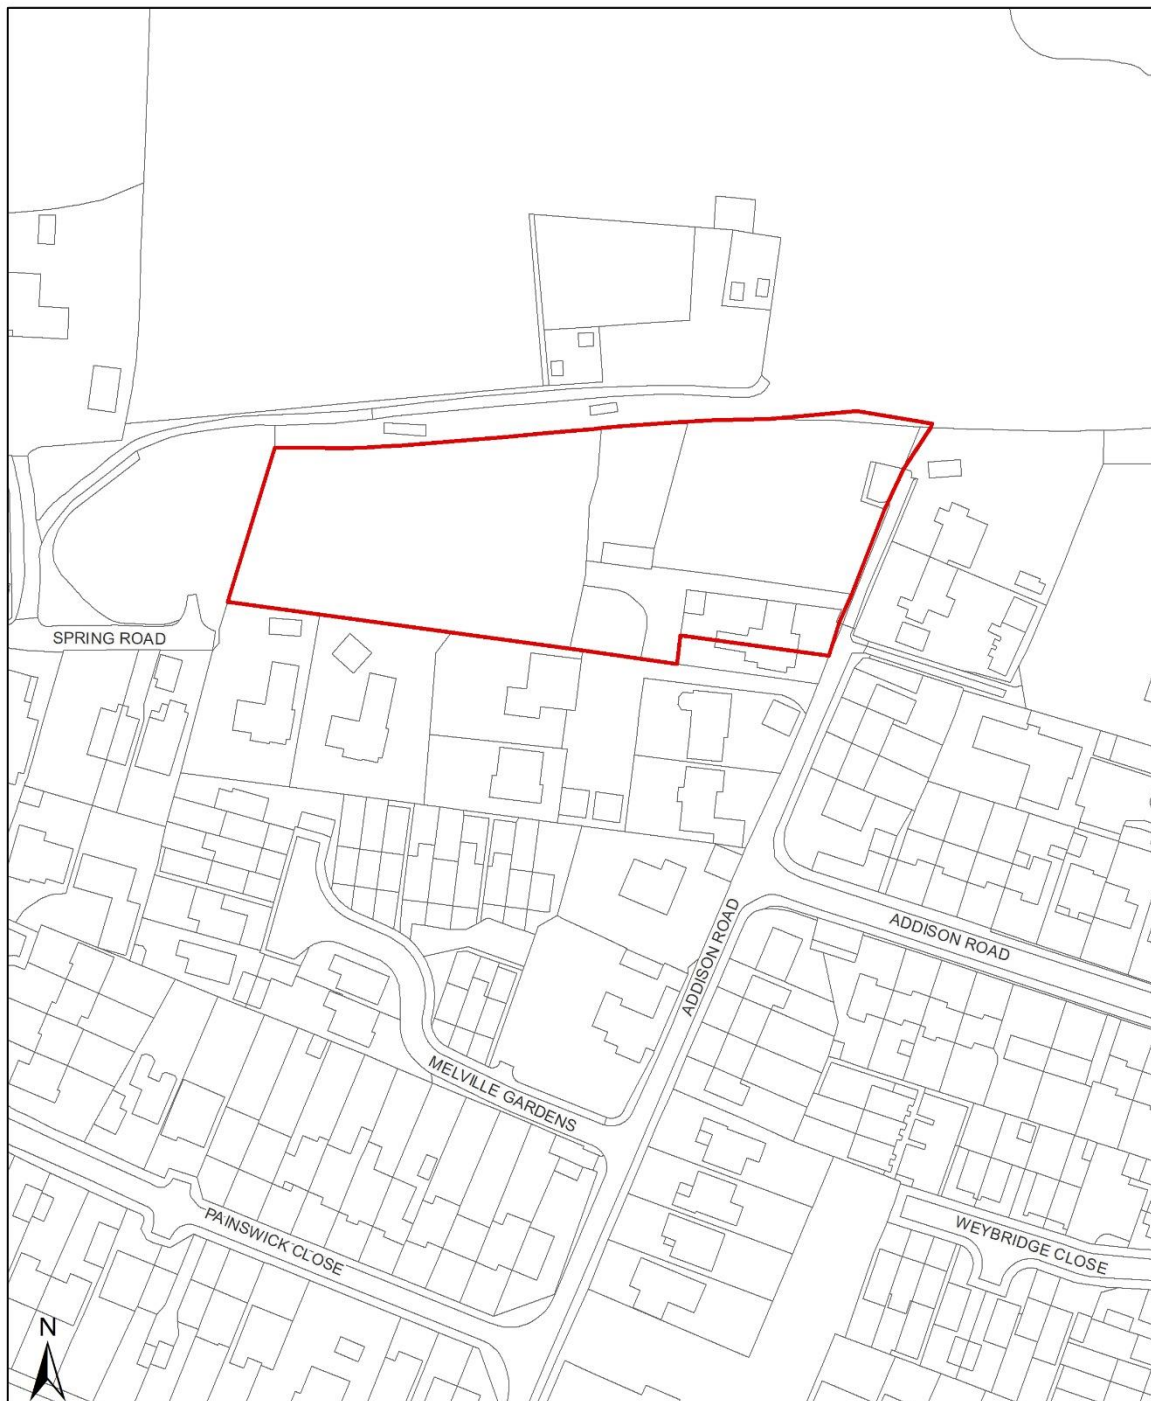 SPRING ROAD
ADDISON ROAD
ADDISON ROAD
MELVILLE GARDENS
PAINSWICK CLOSE
WEYBRIDGE CLOSE
N